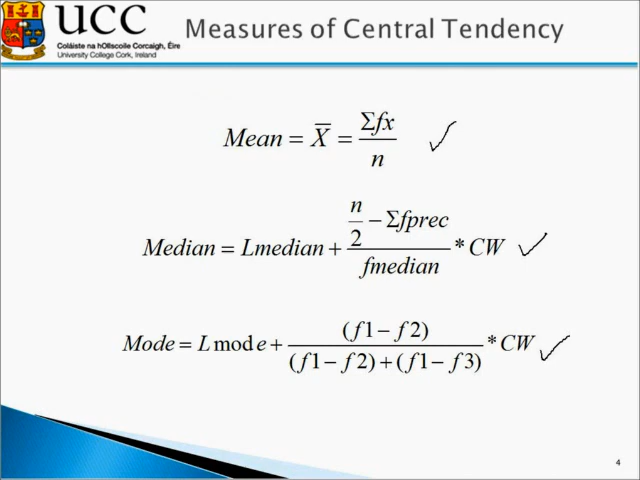 UCC
Coláiste na hOllscoile Corcaigh, Éire
University College Cork, Ireland
Measures of Central Tendency
Mean = X̅ = Σfx / n
Median = Lmedian + (n/2 − Σfprec) / fmedian * CW
Mode = L mod e + (f1 − f2) / (f1 − f2) + (f1 − f3) * CW
4